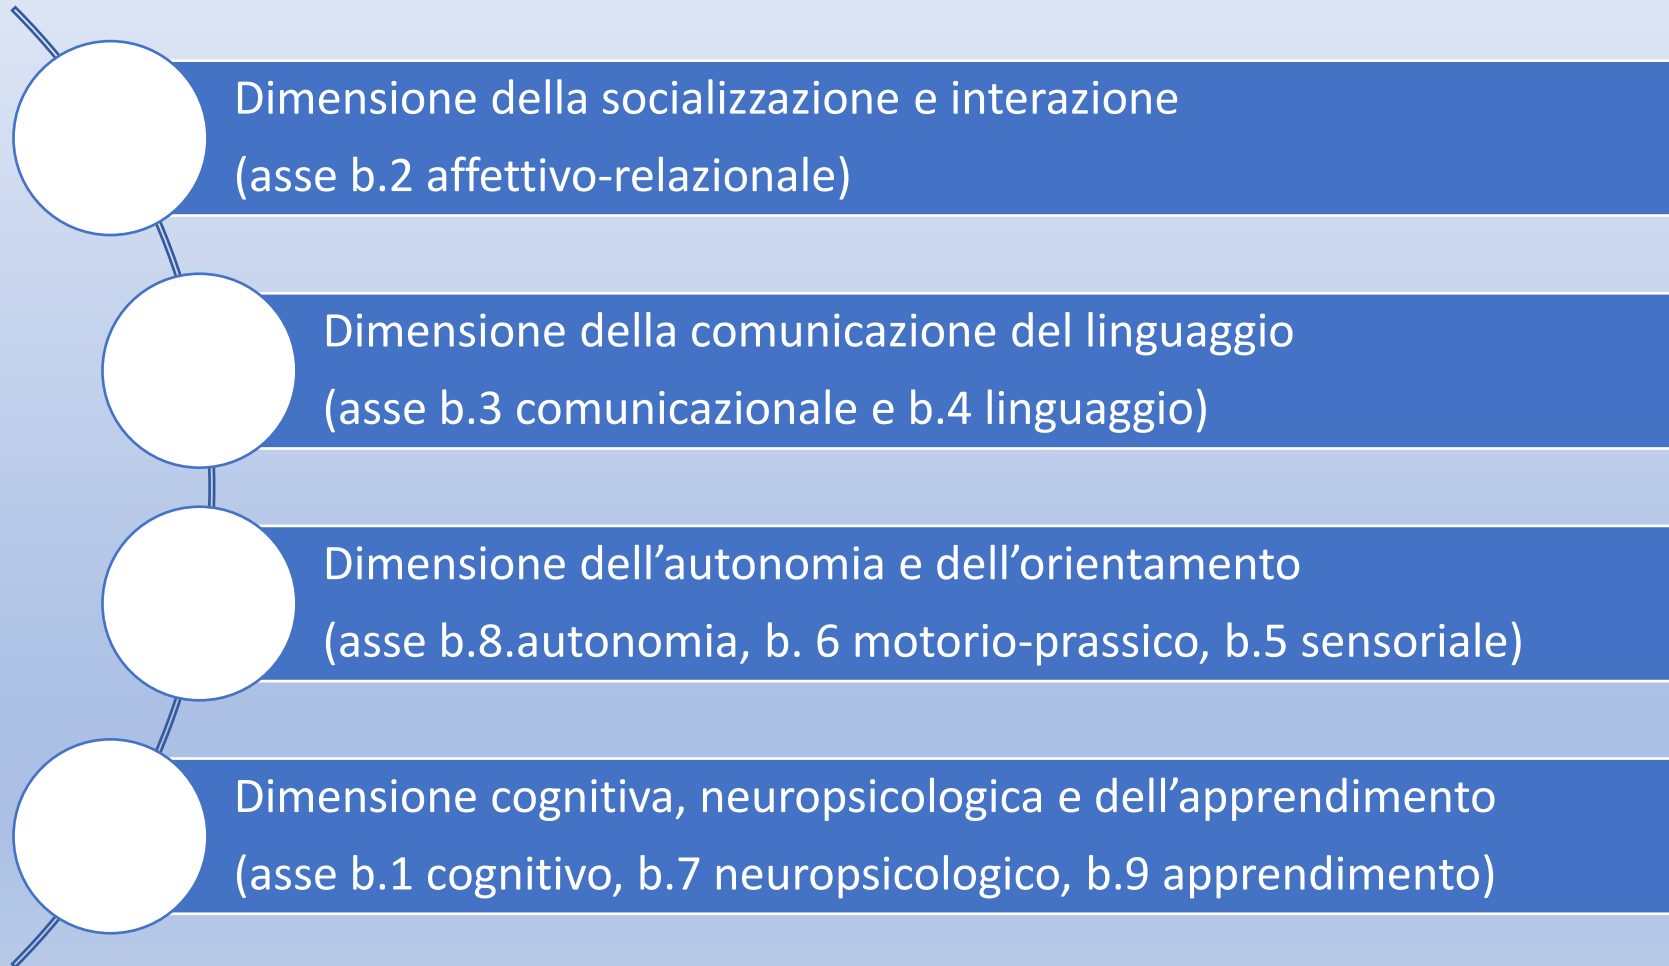 Dimensione della socializzazione e interazione
(asse b.2 affettivo-relazionale)
Dimensione della comunicazione del linguaggio
(asse b.3 comunicazionale e b.4 linguaggio)
Dimensione dell’autonomia e dell’orientamento
(asse b.8.autonomia, b. 6 motorio-prassico, b.5 sensoriale)
Dimensione cognitiva, neuropsicologica e dell’apprendimento
(asse b.1 cognitivo, b.7 neuropsicologico, b.9 apprendimento)